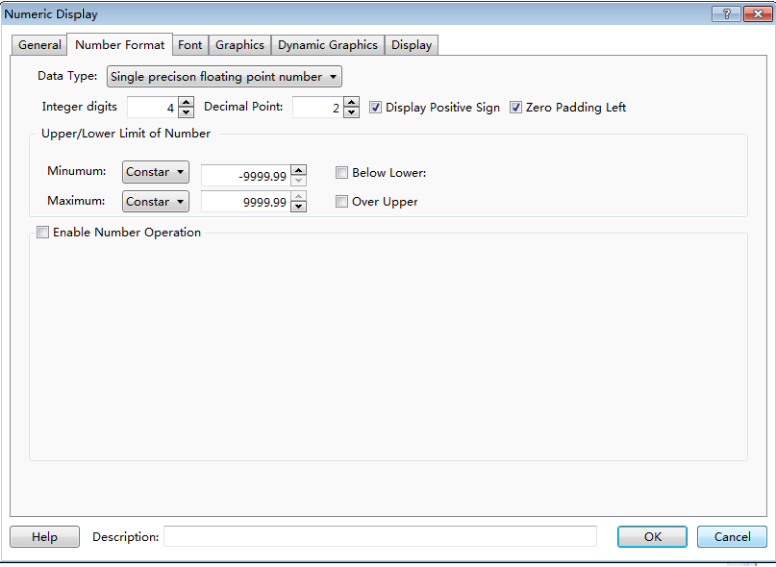 Numeric Display
General Number Format Font Graphics Dynamic Graphics Display
Data Type: Single precison floating point number
Integer digits 4 Decimal Point: 2 Display Positive Sign Zero Padding Left
Upper/Lower Limit of Number
Minumum: Constar -9999.99 Below Lower:
Maximum: Constar 9999.99 Over Upper
Enable Number Operation
Help Description: OK Cancel